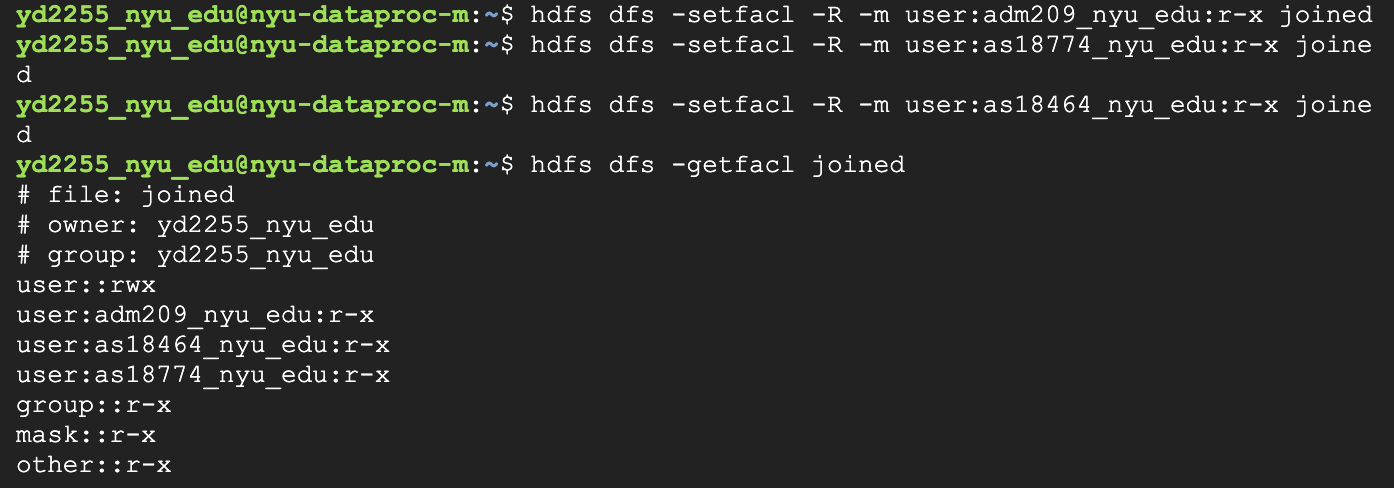 yd2255_nyu_edu@nyu-dataproc-m:~$ hdfs dfs -setfacl -R -m user:adm209_nyu_edu:r-x joined
yd2255_nyu_edu@nyu-dataproc-m:~$ hdfs dfs -setfacl -R -m user:as18774_nyu_edu:r-x joine
d
yd2255_nyu_edu@nyu-dataproc-m:~$ hdfs dfs -setfacl -R -m user:as18464_nyu_edu:r-x joine
d
yd2255_nyu_edu@nyu-dataproc-m:~$ hdfs dfs -getfacl joined
# file: joined
# owner: yd2255_nyu_edu
# group: yd2255_nyu_edu
user::rwx
user:adm209_nyu_edu:r-x
user:as18464_nyu_edu:r-x
user:as18774_nyu_edu:r-x
group::r-x
mask::r-x
other::r-x